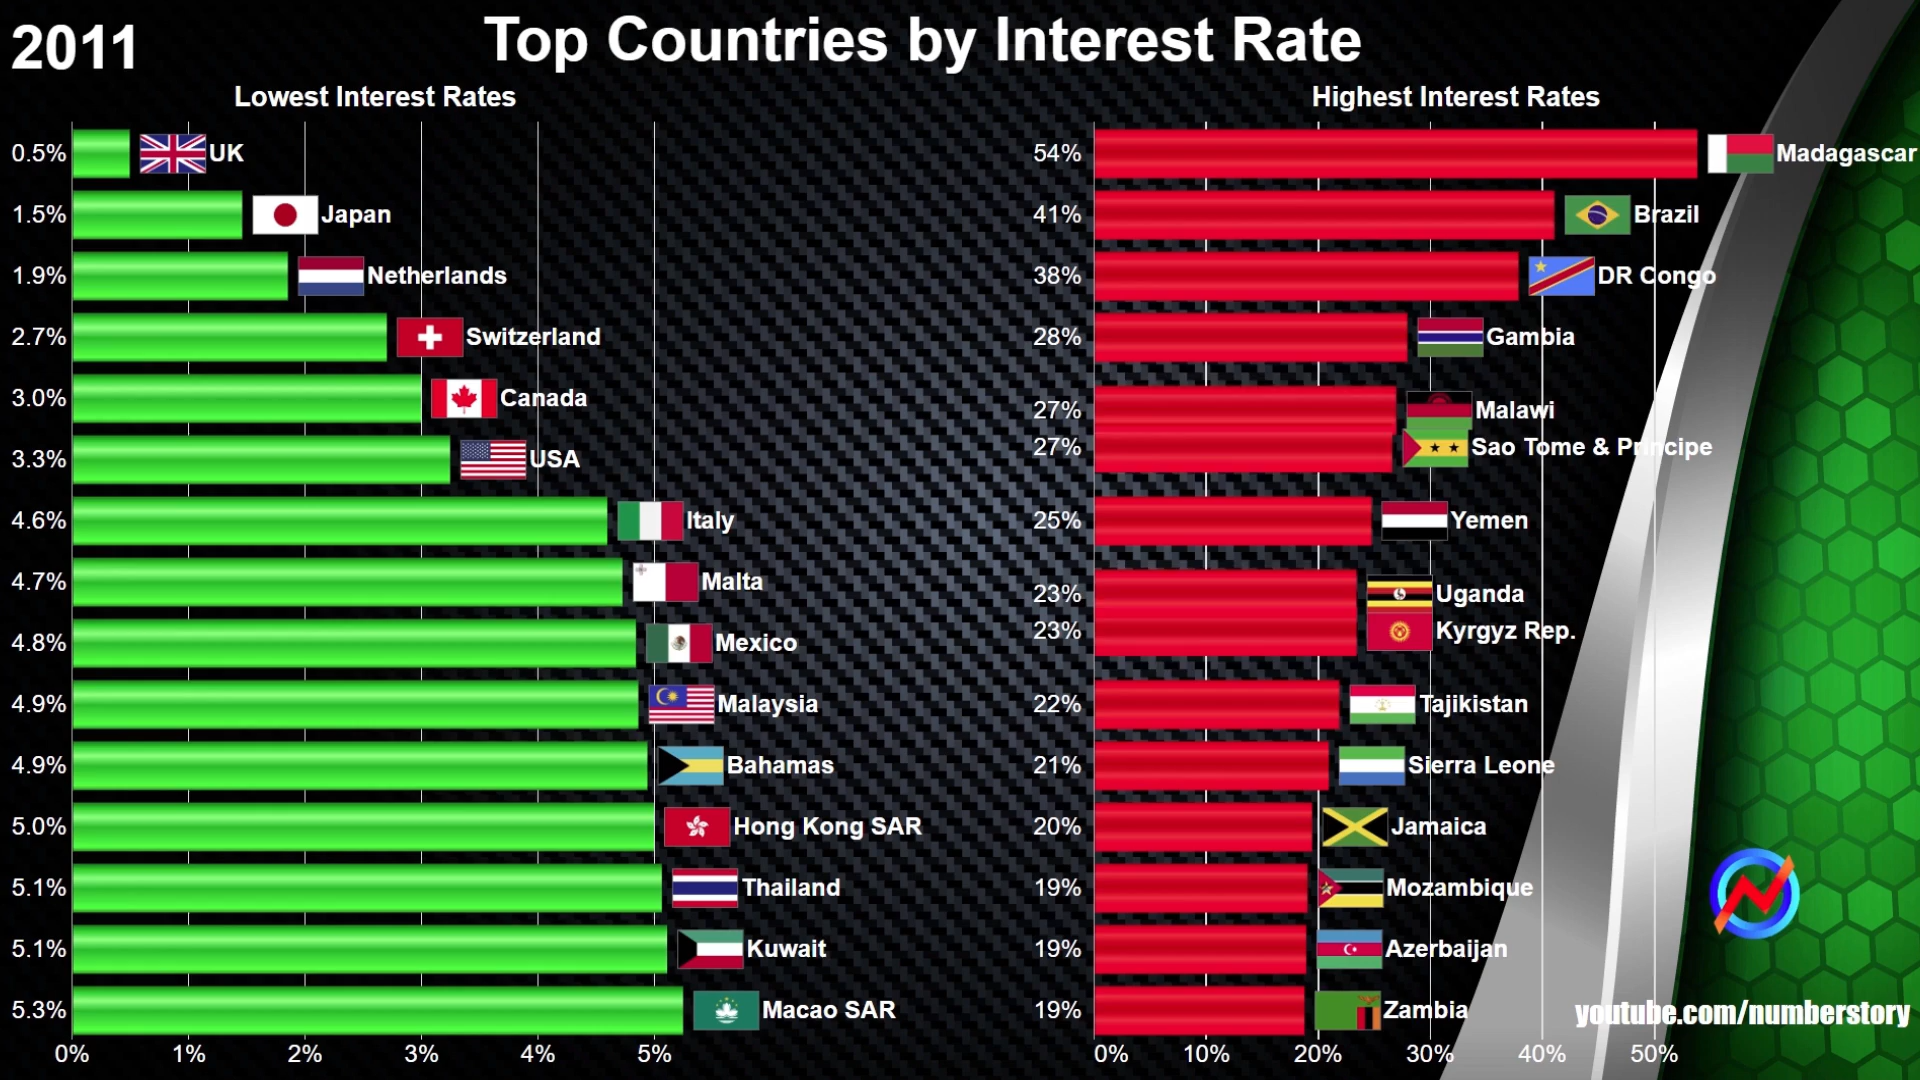 2011
Top Countries by Interest Rate
Lowest Interest Rates
0.5% UK
1.5% Japan
1.9% Netherlands
2.7% Switzerland
3.0% Canada
3.3% USA
4.6% Italy
4.7% Malta
4.8% Mexico
4.9% Malaysia
4.9% Bahamas
5.0% Hong Kong SAR
5.1% Thailand
5.1% Kuwait
5.3% Macao SAR
0% 1% 2% 3% 4% 5%
Highest Interest Rates
54% Madagascar
41% Brazil
38% DR Congo
28% Gambia
27% Malawi
27% Sao Tome & Principe
25% Yemen
23% Uganda
23% Kyrgyz Rep.
22% Tajikistan
21% Sierra Leone
20% Jamaica
19% Mozambique
19% Azerbaijan
19% Zambia
0% 10% 20% 30% 40% 50%
youtube.com/numberstory